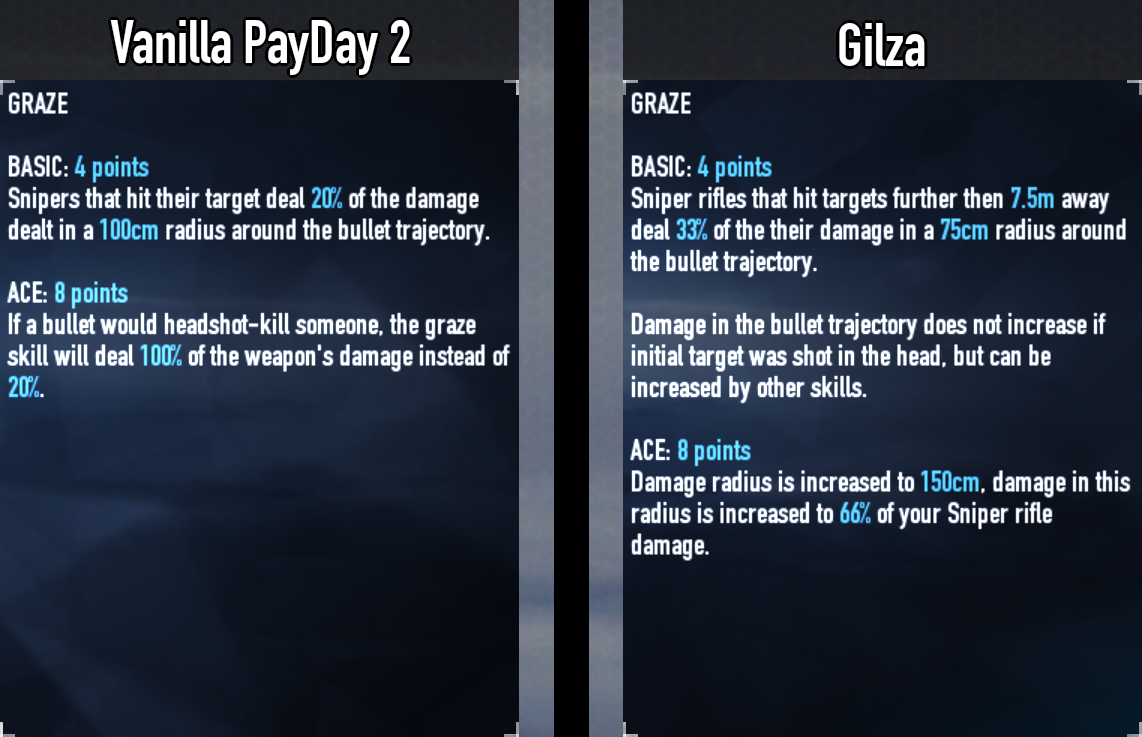 Vanilla PayDay 2
GRAZE
BASIC: 4 points
Snipers that hit their target deal 20% of the damage
dealt in a 100cm radius around the bullet trajectory.
ACE: 8 points
If a bullet would headshot-kill someone, the graze
skill will deal 100% of the weapon's damage instead of
20%.
Gilza
GRAZE
BASIC: 4 points
Sniper rifles that hit targets further then 7.5m away
deal 33% of the their damage in a 75cm radius around
the bullet trajectory.
Damage in the bullet trajectory does not increase if
initial target was shot in the head, but can be
increased by other skills.
ACE: 8 points
Damage radius is increased to 150cm, damage in this
radius is increased to 66% of your Sniper rifle
damage.